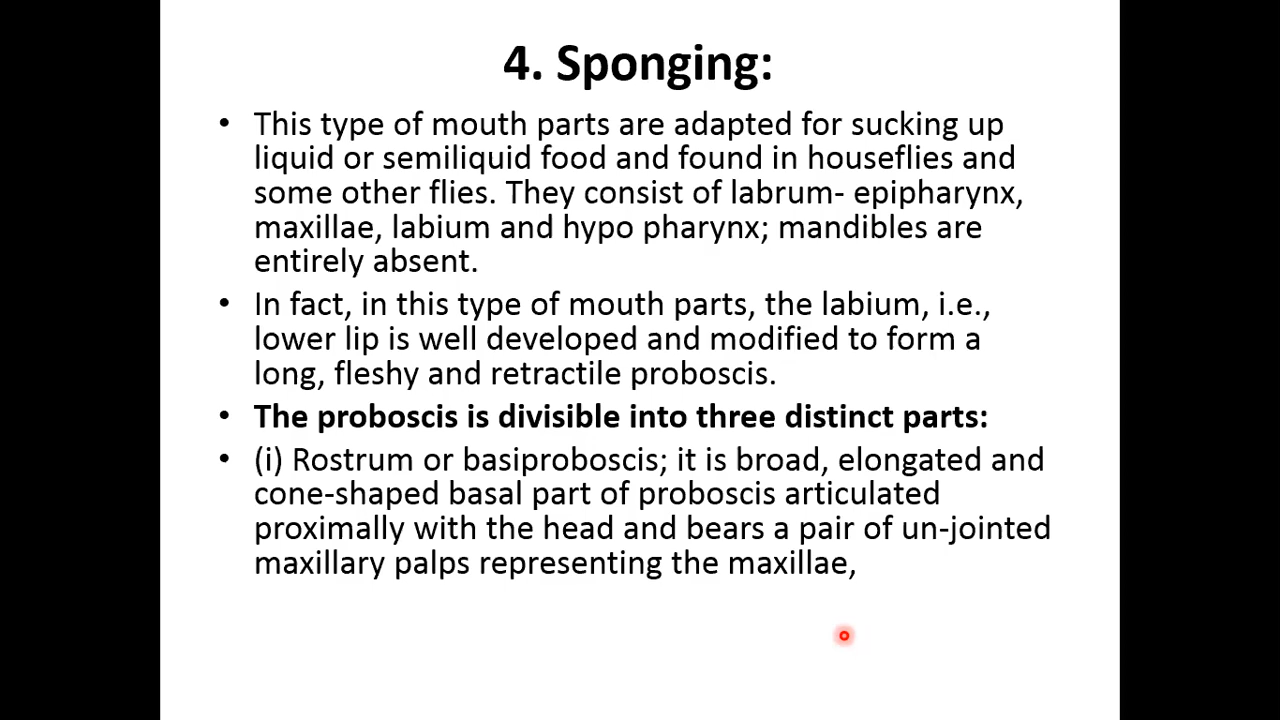 4. Sponging:
• This type of mouth parts are adapted for sucking up
liquid or semiliquid food and found in houseflies and
some other flies. They consist of labrum- epipharynx,
maxillae, labium and hypo pharynx; mandibles are
entirely absent.
• In fact, in this type of mouth parts, the labium, i.e.,
lower lip is well developed and modified to form a
long, fleshy and retractile proboscis.
• The proboscis is divisible into three distinct parts:
• (i) Rostrum or basiproboscis; it is broad, elongated and
cone-shaped basal part of proboscis articulated
proximally with the head and bears a pair of un-jointed
maxillary palps representing the maxillae,